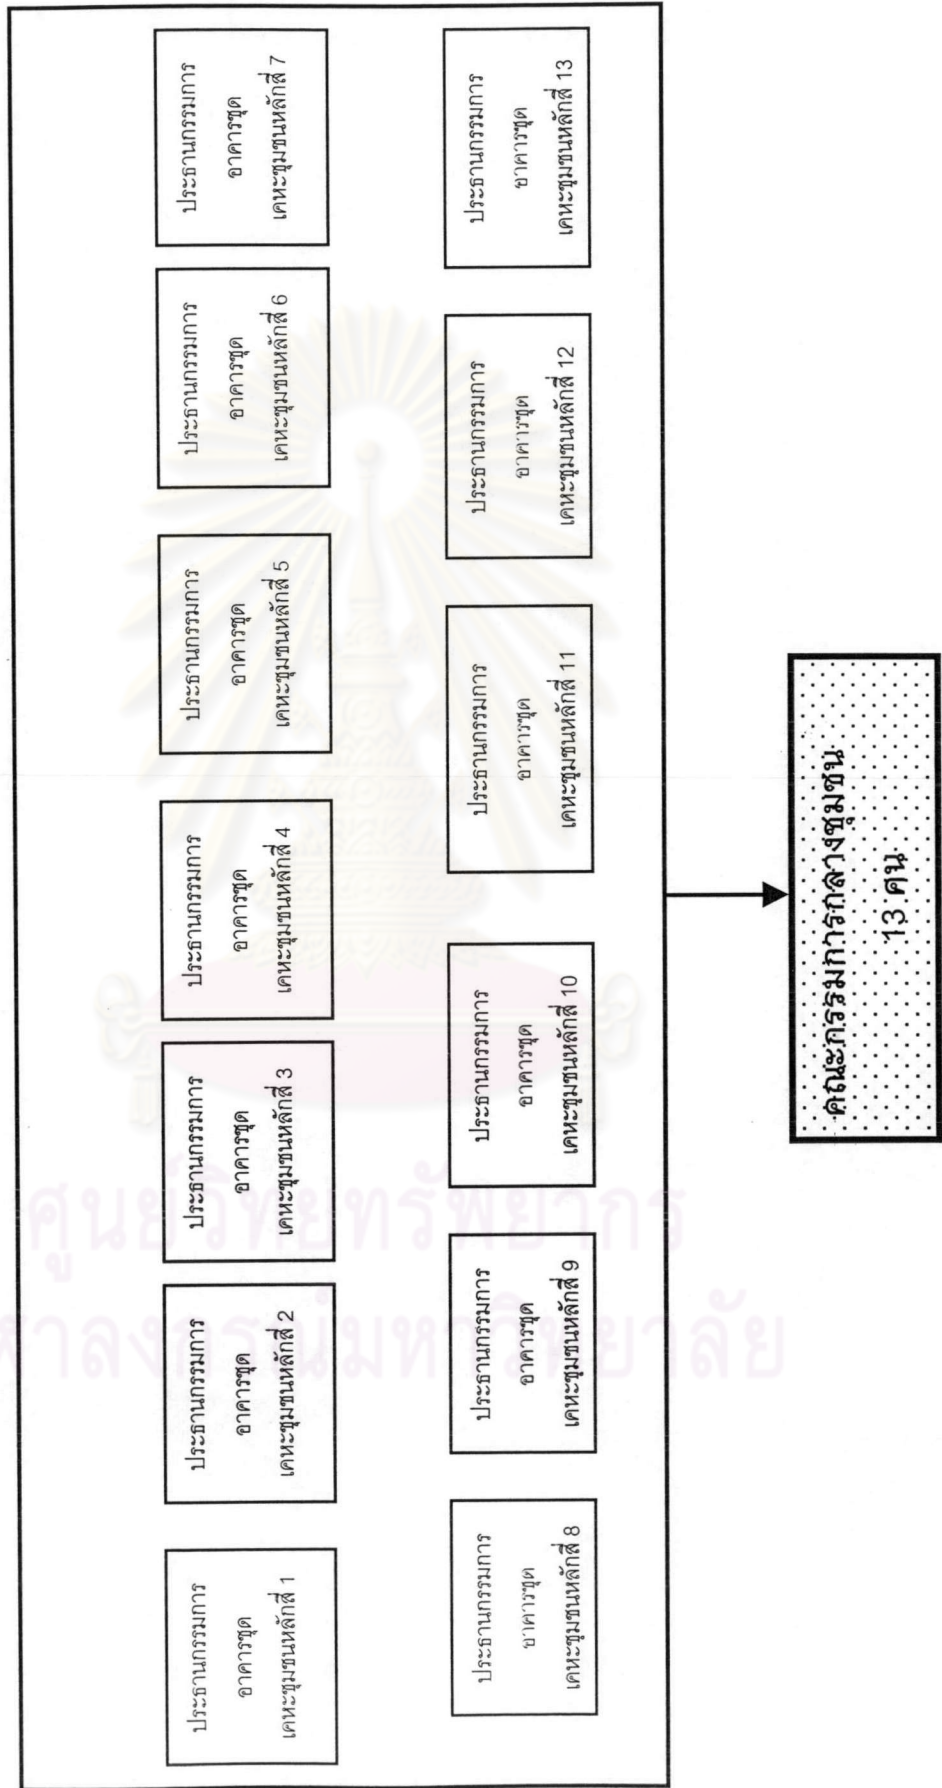 ประธานกรรมการ
อาคารชุด
เคหะชุมชนหลักสี่ 1
ประธานกรรมการ
อาคารชุด
เคหะชุมชนหลักสี่ 2
ประธานกรรมการ
อาคารชุด
เคหะชุมชนหลักสี่ 3
ประธานกรรมการ
อาคารชุด
เคหะชุมชนหลักสี่ 4
ประธานกรรมการ
อาคารชุด
เคหะชุมชนหลักสี่ 5
ประธานกรรมการ
อาคารชุด
เคหะชุมชนหลักสี่ 6
ประธานกรรมการ
อาคารชุด
เคหะชุมชนหลักสี่ 7
ประธานกรรมการ
อาคารชุด
เคหะชุมชนหลักสี่ 8
ประธานกรรมการ
อาคารชุด
เคหะชุมชนหลักสี่ 9
ประธานกรรมการ
อาคารชุด
เคหะชุมชนหลักสี่ 10
ประธานกรรมการ
อาคารชุด
เคหะชุมชนหลักสี่ 11
ประธานกรรมการ
อาคารชุด
เคหะชุมชนหลักสี่ 12
ประธานกรรมการ
อาคารชุด
เคหะชุมชนหลักสี่ 13
คณะกรรมการกลางชุมชน
13 คน
ศูนย์วิทยทรัพยากร
ฬาลงกรณ์มหาวิทยาลัย